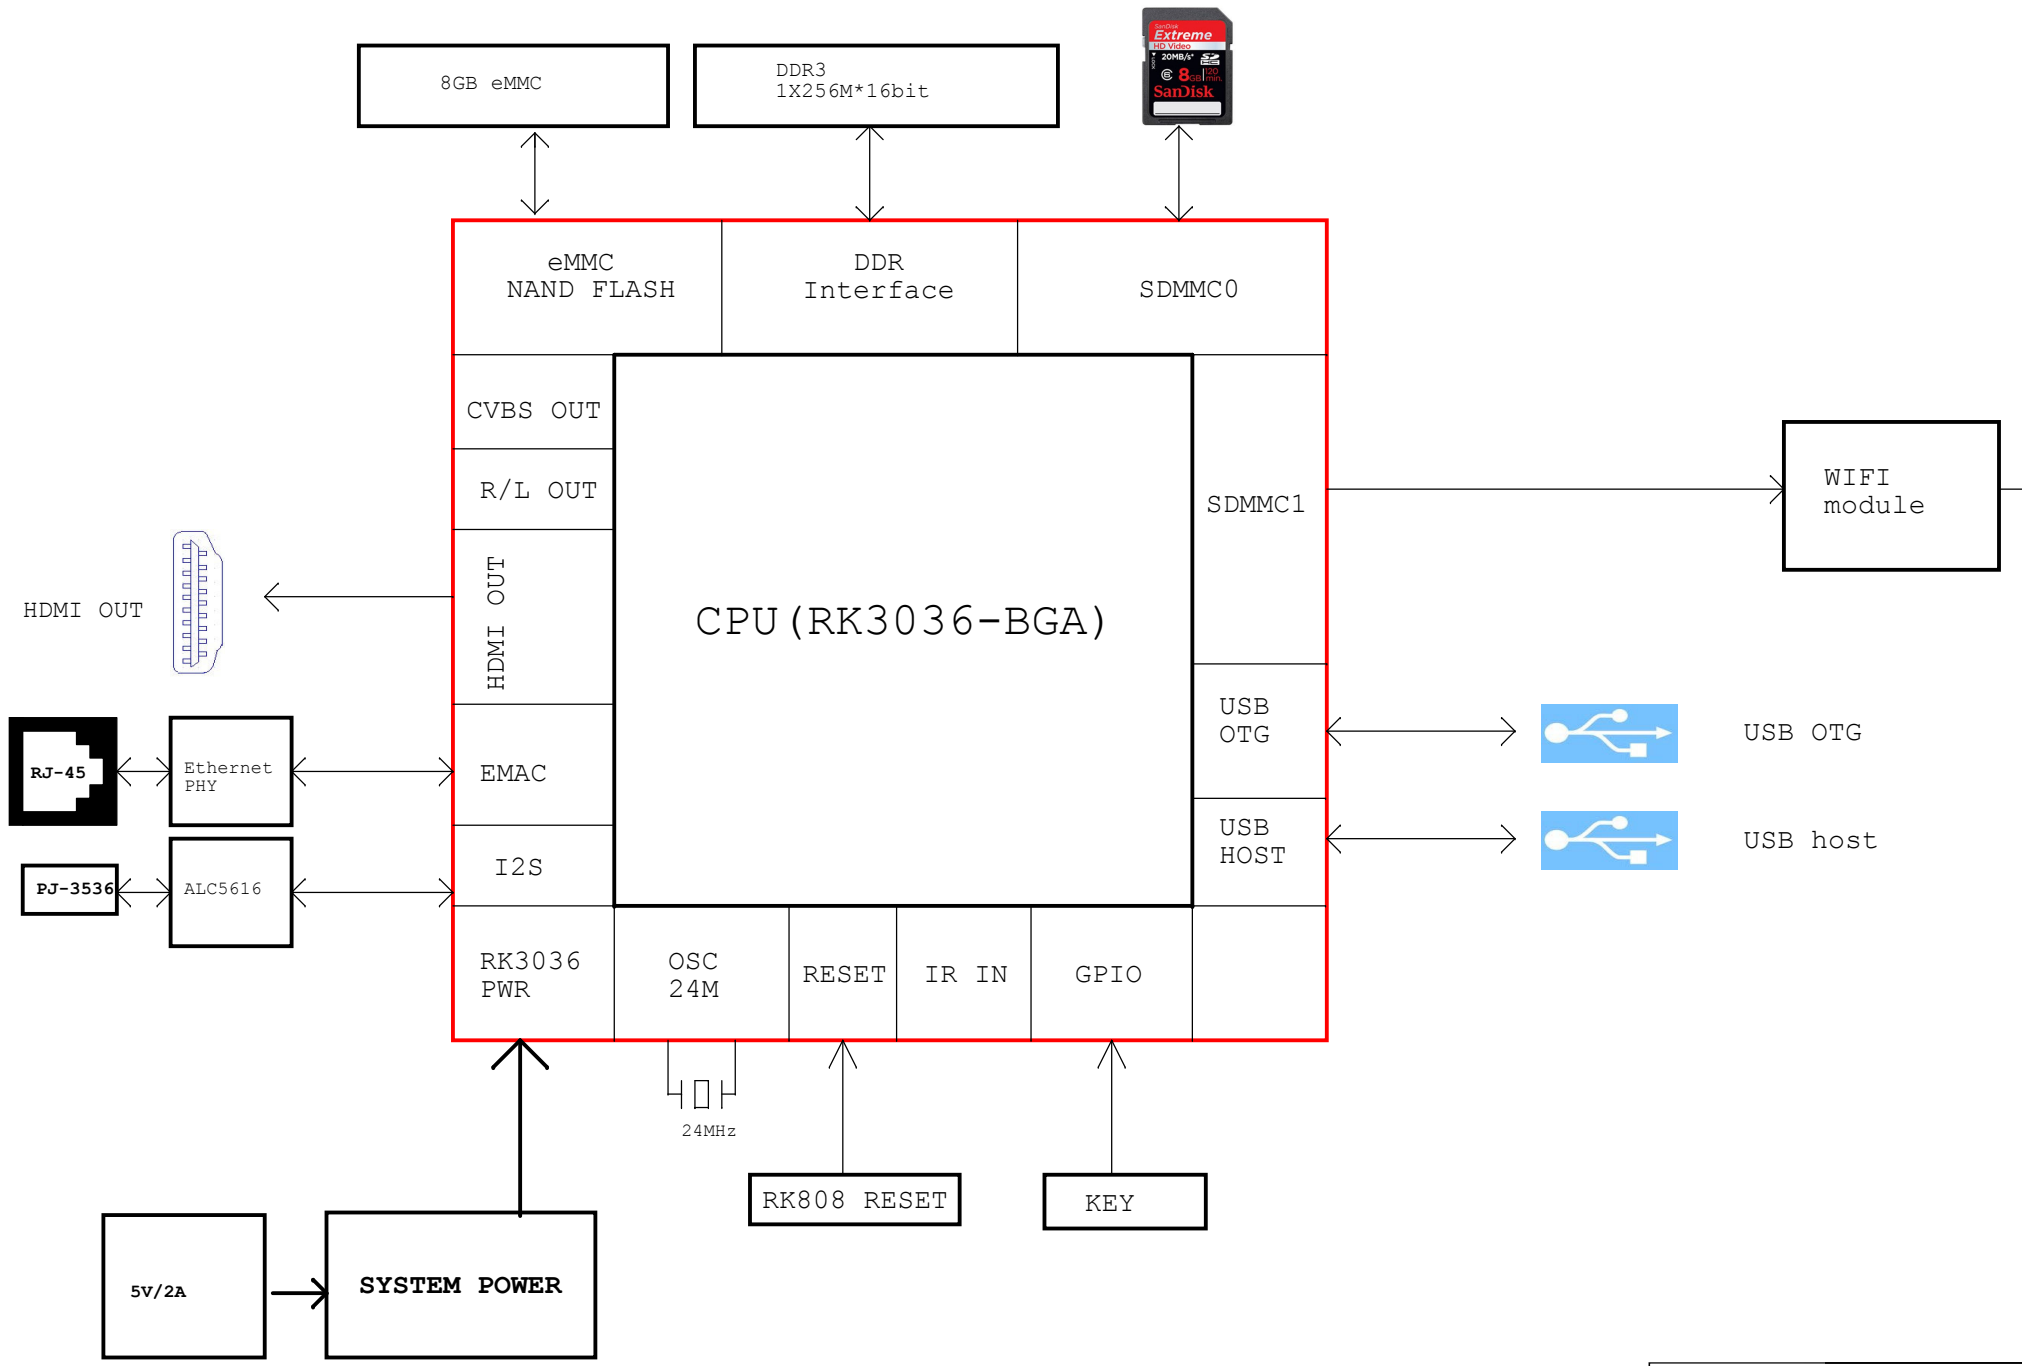 8GB eMMC
DDR3
1X256M*16bit
SanDisk
Extreme
HD Video
20MB/s*
8GB
120
min.
SanDisk
eMMC
NAND FLASH
DDR
Interface
SDMMC0
CVBS OUT
R/L OUT
HDMI OUT
HDMI OUT
CPU(RK3036-BGA)
SDMMC1
WIFI
module
USB
OTG
USB OTG
RJ-45
Ethernet
PHY
EMAC
USB
HOST
USB host
PJ-3536
ALC5616
I2S
RK3036
PWR
OSC
24M
RESET
IR IN
GPIO
24MHz
RK808 RESET
KEY
5V/2A
SYSTEM POWER